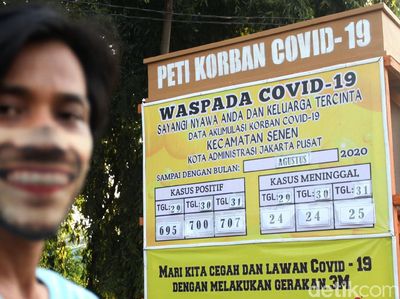 PETI KORBAN COVID-19
WASPADA COVID-19
SAYANGI NYAWA ANDA DAN KELUARGA TERCINTA
DATA AKUMULASI KORBAN COVID-19
KECAMATAN SENEN
KOTA ADMINISTRASI JAKARTA PUSAT
SAMPAI DENGAN BULAN: AGUSTUS 2020
KASUS POSITIF
TGL:29 TGL:30 TGL:31
695 700 707
KASUS MENINGGAL
TGL:29 TGL:30 TGL:31
24 24 25
MARI KITA CEGAH DAN LAWAN COVID - 19
DENGAN MELAKUKAN GERAKAN 3M
detikcom